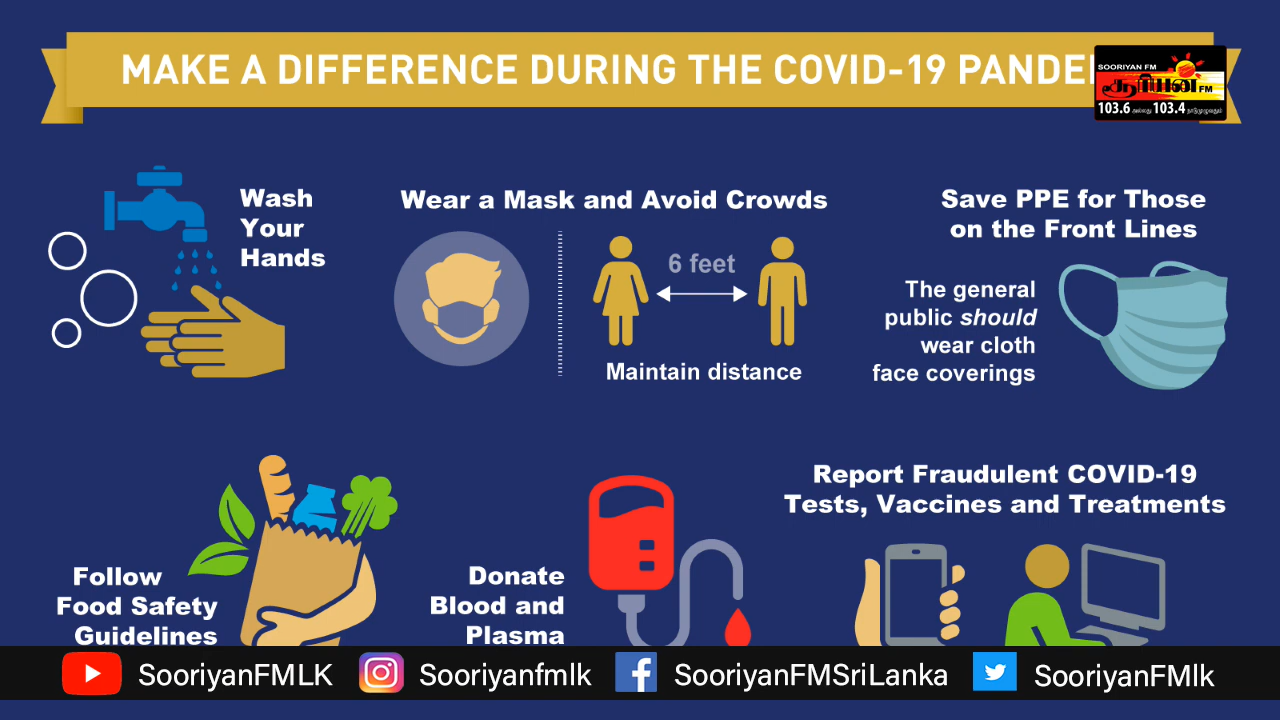 MAKE A DIFFERENCE DURING THE COVID-19 PANDE
SOORIYAN FM
சூரியன் FM
103.6 103.4
Wash
Your
Hands
Wear a Mask and Avoid Crowds
6 feet
Maintain distance
Save PPE for Those
on the Front Lines
The general
public should
wear cloth
face coverings
Follow
Food Safety
Guidelines
Donate
Blood and
Plasma
Report Fraudulent COVID-19
Tests, Vaccines and Treatments
SooriyanFMLK
Sooriyanfmlk
SooriyanFMSriLanka
SooriyanFMlk